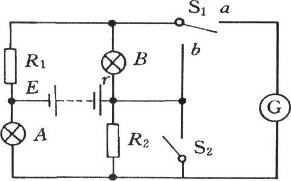 S₁ a
R₁ B b
E r
A R₂ S₂ G